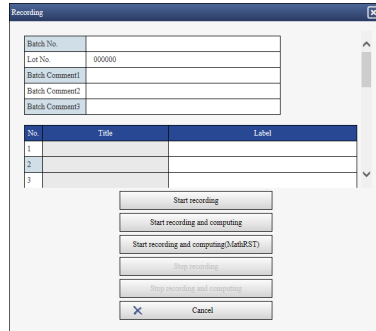 Recording
Batch No.
Lot No. 000000
Batch Comment1
Batch Comment2
Batch Comment3
No. Title Label
1
2
3
Start recording
Start recording and computing
Start recording and computing(MathRST)
Stop recording
Stop recording and computing
Cancel